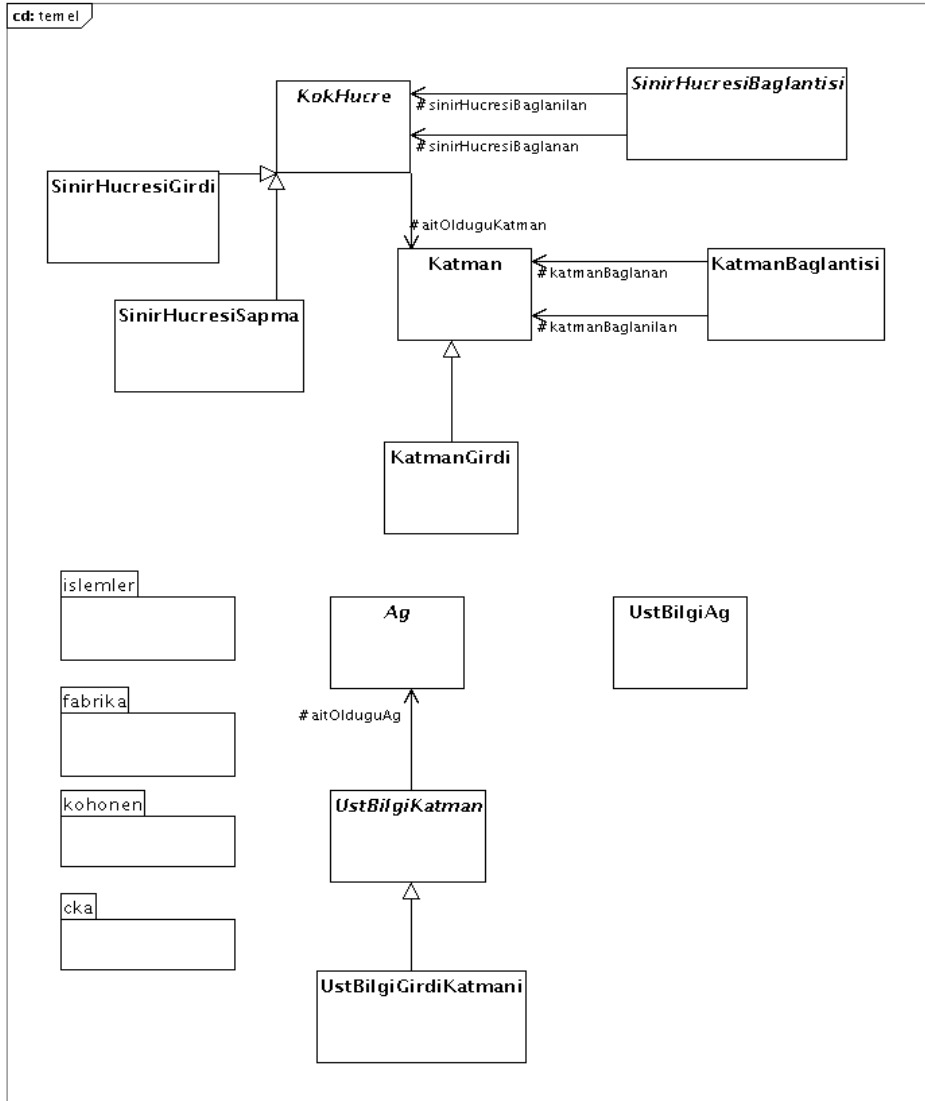 cd: temel
KokHucre
SinirHucresiBaglantisi
#sinirHucresiBaglanilan
#sinirHucresiBaglanan
SinirHucresiGirdi
#aitOlduguKatman
Katman
KatmanBaglantisi
#katmanBaglanan
SinirHucresiSapma
#katmanBaglanilan
KatmanGirdi
islemler
Ag
UstBilgiAg
fabrika
#aitOlduguAg
kohonen
UstBilgiKatman
cka
UstBilgiGirdiKatmani